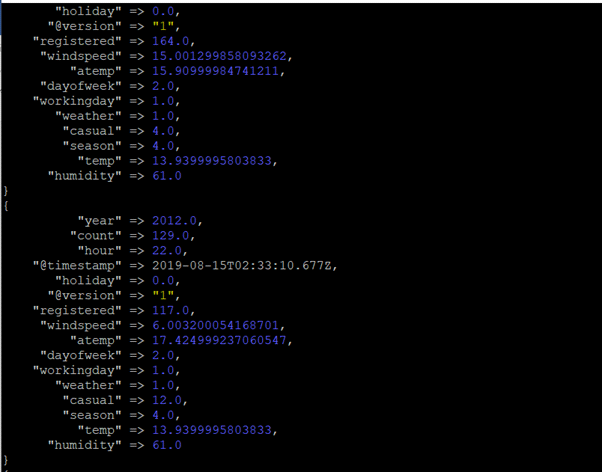 "holiday" => 0.0,
"@version" => "1",
"registered" => 164.0,
"windspeed" => 15.001299858093262,
"atemp" => 15.90999984741211,
"dayofweek" => 2.0,
"workingday" => 1.0,
"weather" => 1.0,
"casual" => 4.0,
"season" => 4.0,
"temp" => 13.9399995803833,
"humidity" => 61.0
}
{
"year" => 2012.0,
"count" => 129.0,
"hour" => 22.0,
"@timestamp" => 2019-08-15T02:33:10.677Z,
"holiday" => 0.0,
"@version" => "1",
"registered" => 117.0,
"windspeed" => 6.003200054168701,
"atemp" => 17.424999237060547,
"dayofweek" => 2.0,
"workingday" => 1.0,
"weather" => 1.0,
"casual" => 12.0,
"season" => 4.0,
"temp" => 13.9399995803833,
"humidity" => 61.0
}